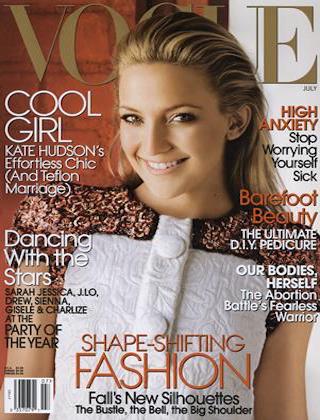 VOGUE
JULY
COOL
GIRL
KATE HUDSON'S
Effortless Chic
(And Teflon
Marriage)
HIGH
ANXIETY
Stop
Worrying
Yourself
Sick
Barefoot
Beauty
THE ULTIMATE
D.I.Y. PEDICURE
Dancing
With the
Stars
SARAH JESSICA, J.LO,
DREW, SIENNA,
GISELE & CHARLIZE
AT THE
PARTY OF
THE YEAR
OUR BODIES,
HERSELF
The Abortion
Battle's Fearless
Warrior
SHAPE-SHIFTING
FASHION
Fall's New Silhouettes
The Bustle, the Bell, the Big Shoulder